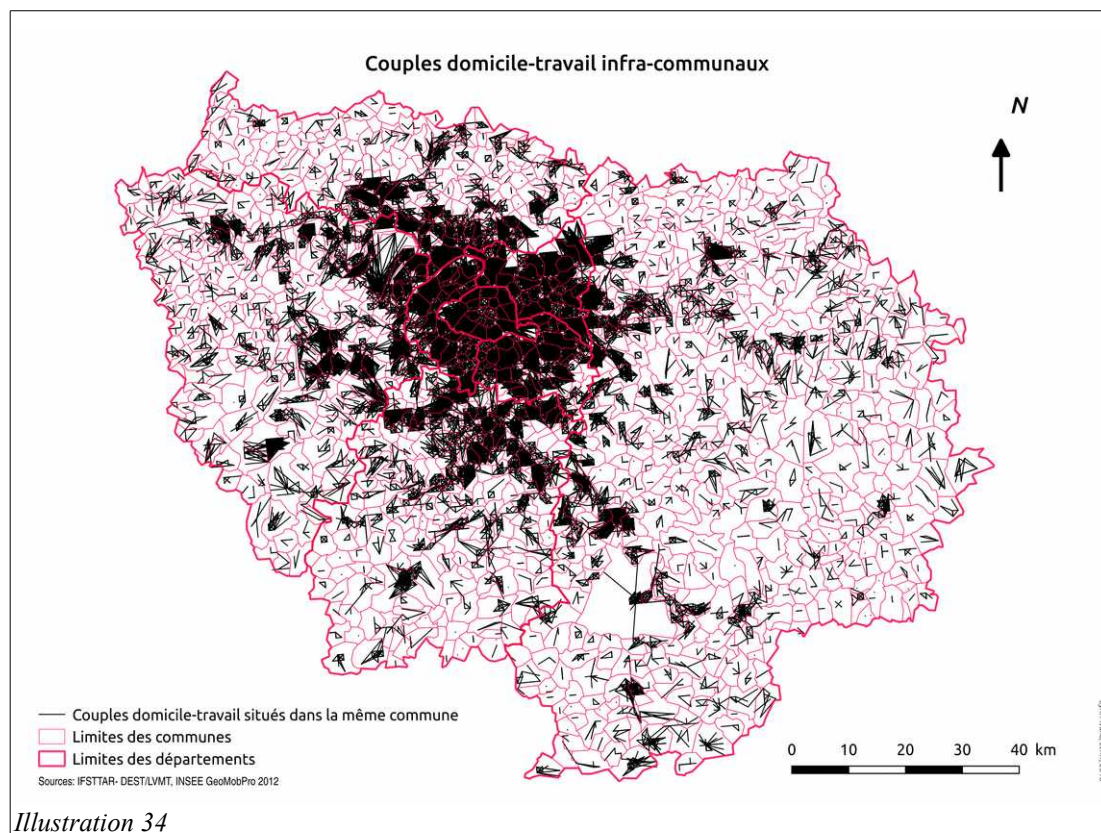 Couples domicile-travail infra-communaux
N
Couples domicile-travail situés dans la même commune
Limites des communes
Limites des départements
Sources: IFSTTAR- DEST/LVMT, INSEE GeoMobPro 2012
0 10 20 30 40 km
Illustration 34